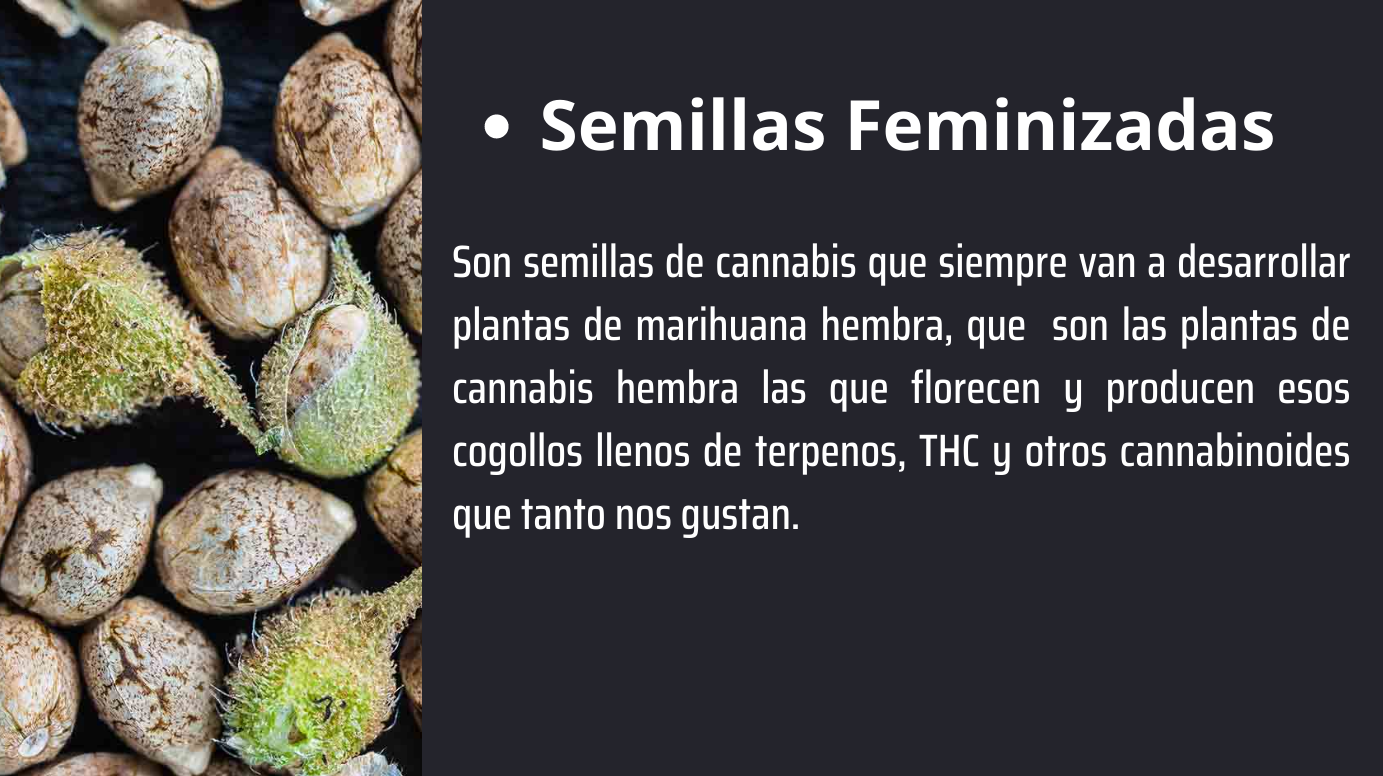 • Semillas Feminizadas
Son semillas de cannabis que siempre van a desarrollar
plantas de marihuana hembra, que  son las plantas de
cannabis hembra las que florecen y producen esos
cogollos llenos de terpenos, THC y otros cannabinoides
que tanto nos gustan.